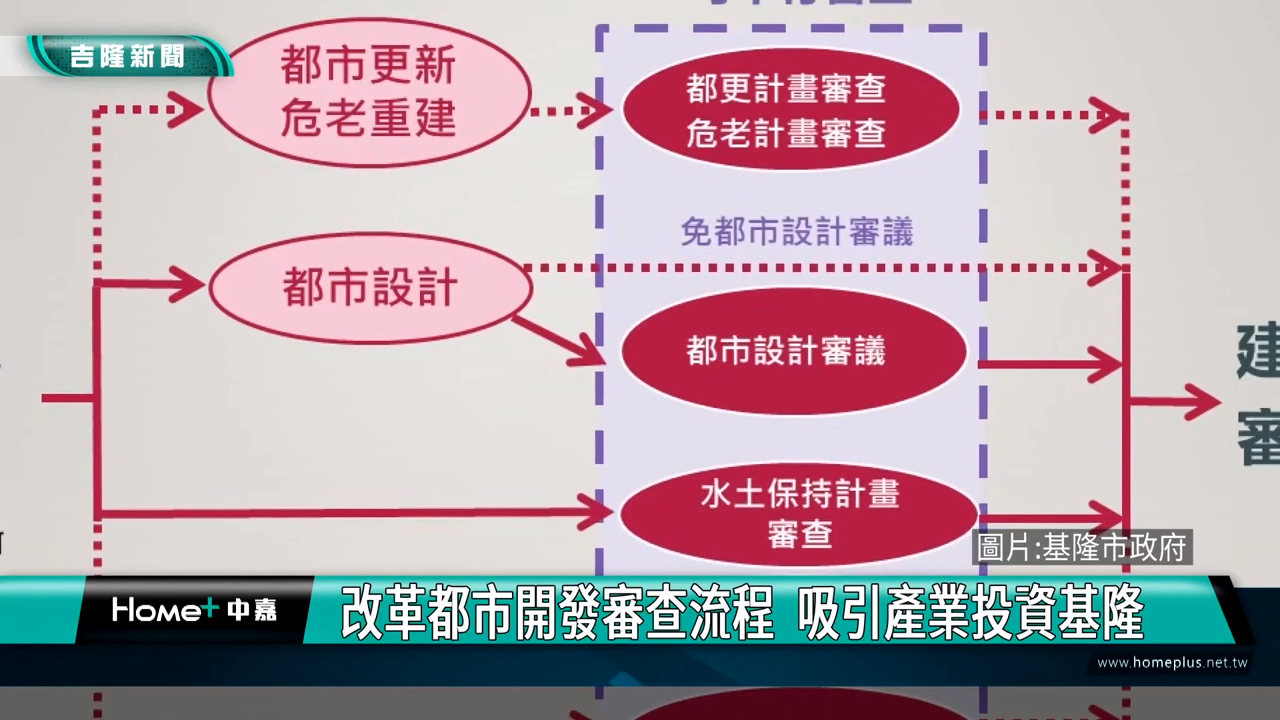 吉隆新聞
都市更新
危老重建
都更計畫審查
危老計畫審查
免都市設計審議
都市設計
都市設計審議
建
審
水土保持計畫
審查
圖片:基隆市政府
Home+中嘉
改革都市開發審查流程 吸引產業投資基隆
www.homeplus.net.tw